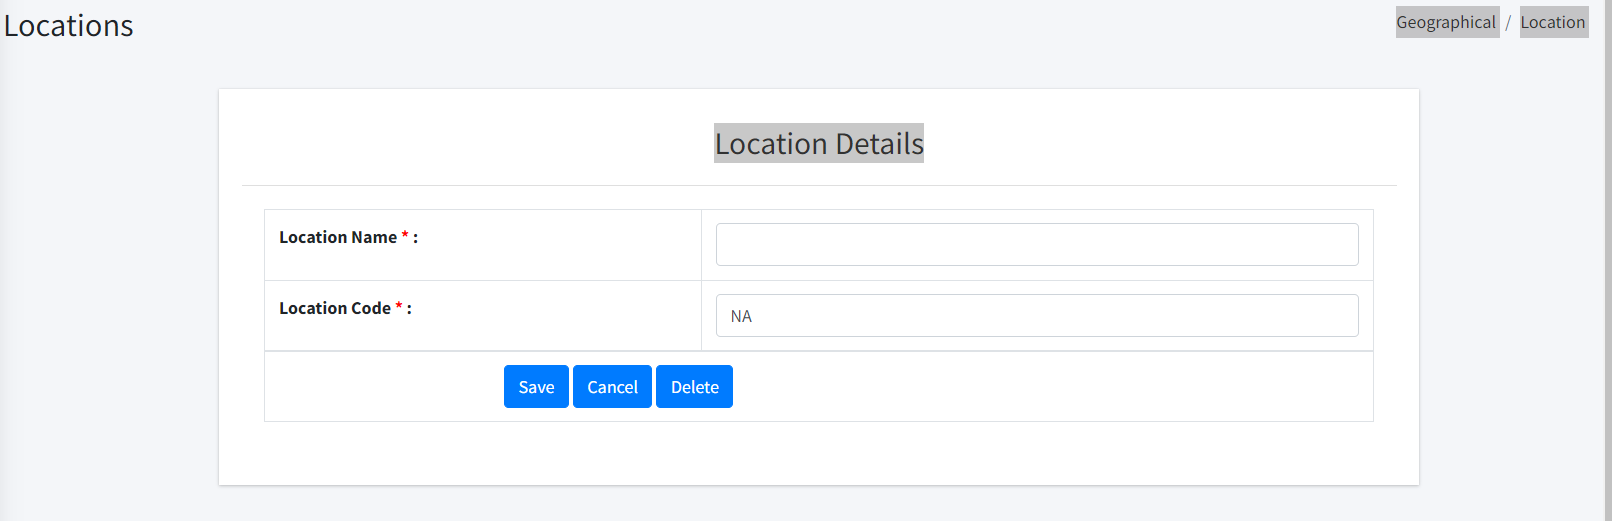 Locations
Geographical / Location
Location Details
Location Name * :
Location Code * :
NA
Save Cancel Delete